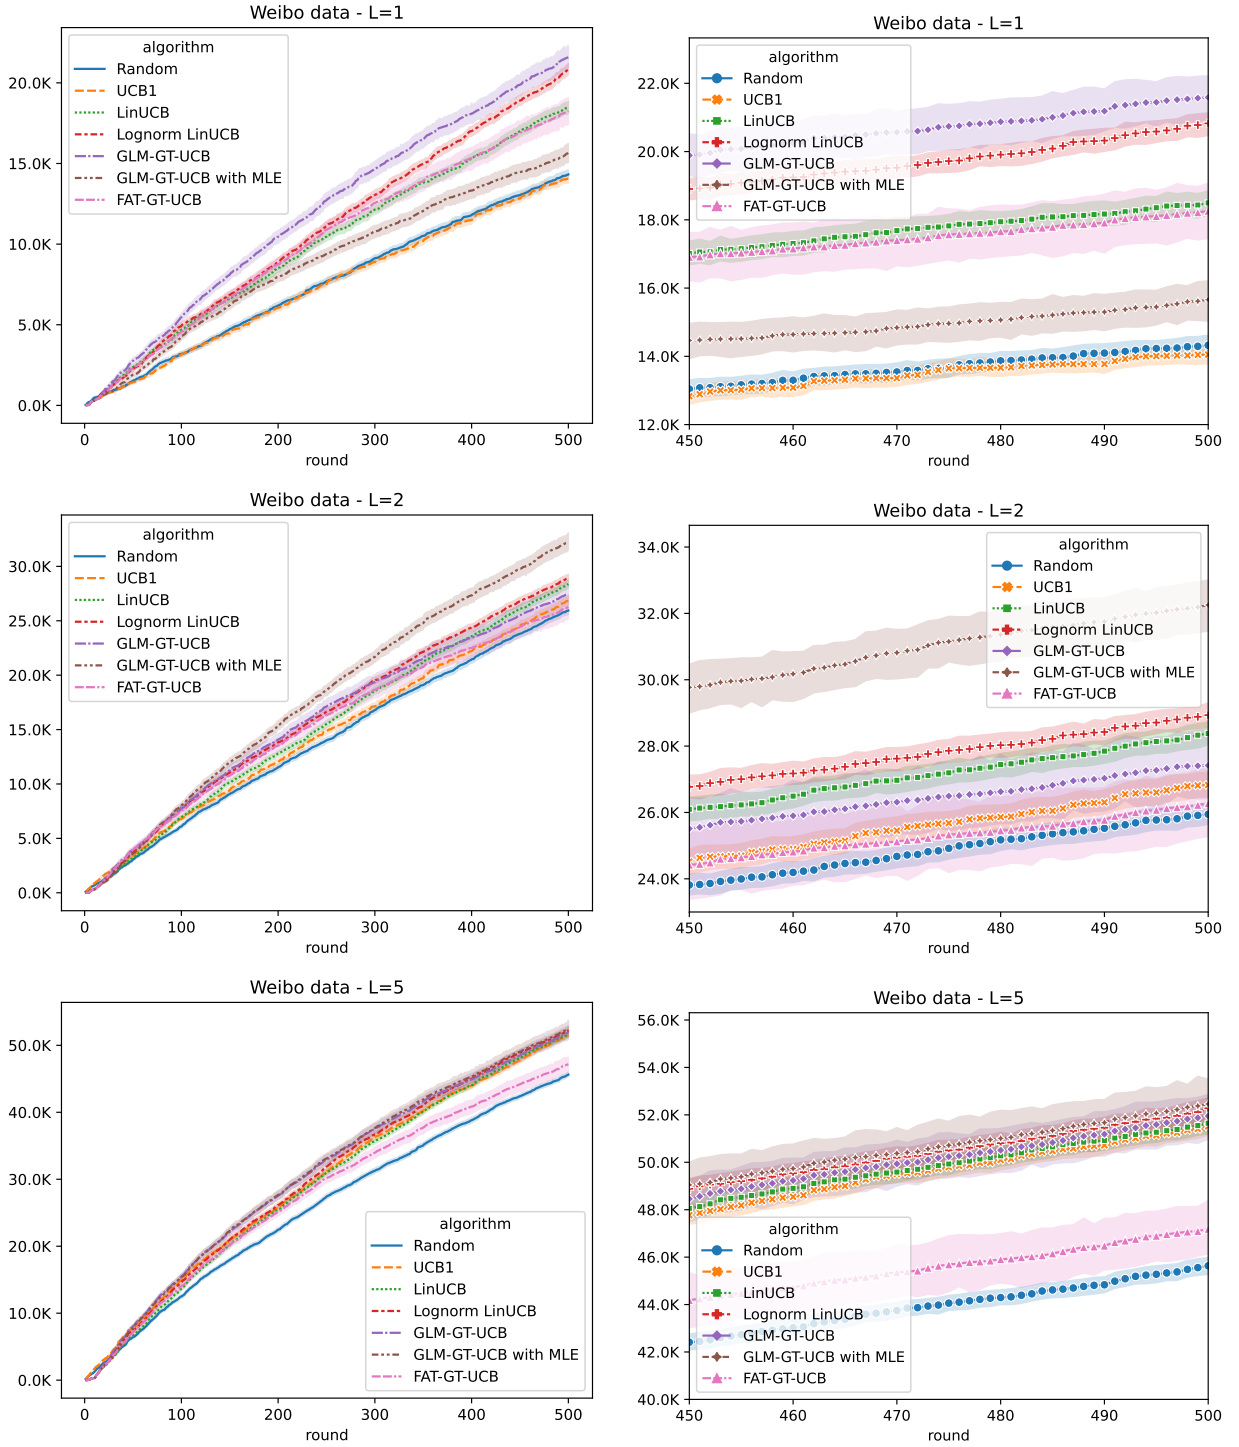 Weibo data - L=1
20.0K
15.0K
10.0K
5.0K
0.0K
algorithm
Random
UCB1
LinUCB
Lognorm LinUCB
GLM-GT-UCB
GLM-GT-UCB with MLE
FAT-GT-UCB
0 100 200 300 400 500
round
Weibo data - L=1
22.0K
20.0K
18.0K
16.0K
14.0K
12.0K
algorithm
Random
UCB1
LinUCB
Lognorm LinUCB
GLM-GT-UCB
GLM-GT-UCB with MLE
FAT-GT-UCB
450 460 470 480 490 500
round
Weibo data - L=2
30.0K
25.0K
20.0K
15.0K
10.0K
5.0K
0.0K
algorithm
Random
UCB1
LinUCB
Lognorm LinUCB
GLM-GT-UCB
GLM-GT-UCB with MLE
FAT-GT-UCB
0 100 200 300 400 500
round
Weibo data - L=2
34.0K
32.0K
30.0K
28.0K
26.0K
24.0K
algorithm
Random
UCB1
LinUCB
Lognorm LinUCB
GLM-GT-UCB
GLM-GT-UCB with MLE
FAT-GT-UCB
450 460 470 480 490 500
round
Weibo data - L=5
50.0K
40.0K
30.0K
20.0K
10.0K
0.0K
algorithm
Random
UCB1
LinUCB
Lognorm LinUCB
GLM-GT-UCB
GLM-GT-UCB with MLE
FAT-GT-UCB
0 100 200 300 400 500
round
Weibo data - L=5
56.0K
54.0K
52.0K
50.0K
48.0K
46.0K
44.0K
42.0K
40.0K
algorithm
Random
UCB1
LinUCB
Lognorm LinUCB
GLM-GT-UCB
GLM-GT-UCB with MLE
FAT-GT-UCB
450 460 470 480 490 500
round